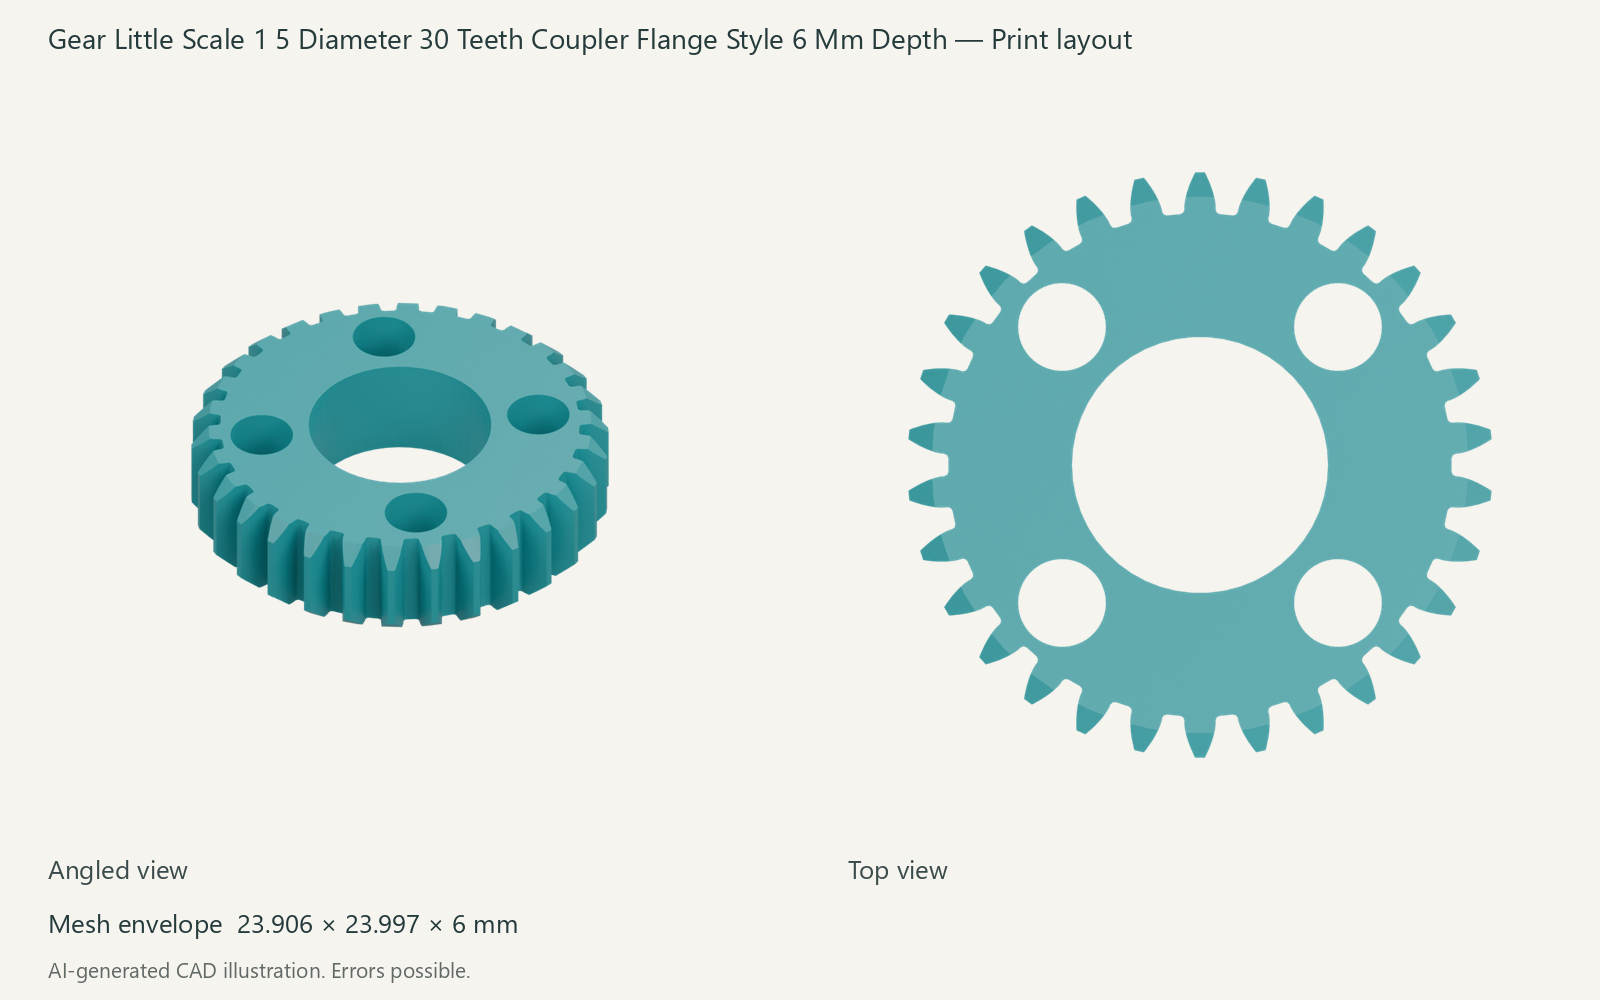 Gear Little Scale 1 5 Diameter 30 Teeth Coupler Flange Style 6 Mm Depth — Print layout
Angled view
Top view
Mesh envelope 23.906 × 23.997 × 6 mm
AI-generated CAD illustration. Errors possible.